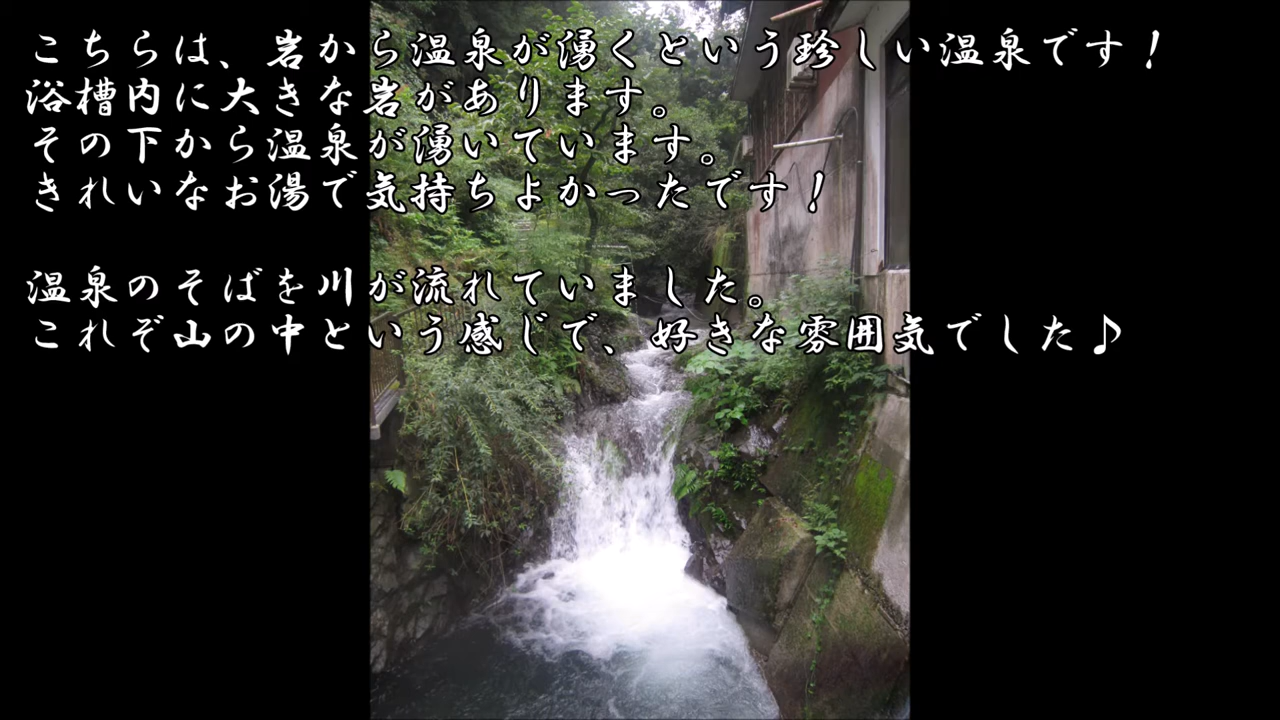 こちらは、岩から温泉が湧くという珍しい温泉です！
浴槽内に大きな岩があります。
その下から温泉が湧いています。
きれいなお湯で気持ちよかったです！
温泉のそばを川が流れていました。
これぞ山の中という感じで、好きな雰囲気でした♪